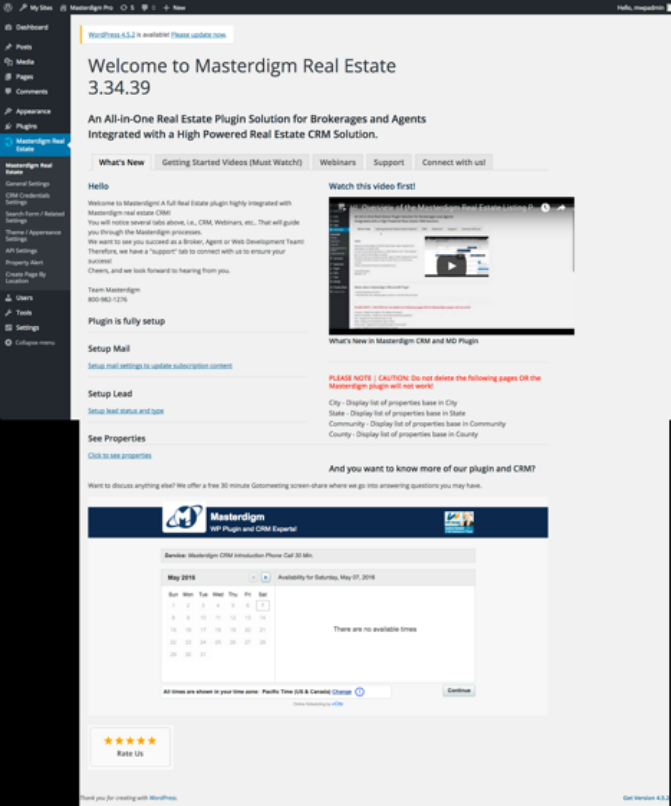 My Sites
Masterdigm Pro
5
0
New
Hello, mwpadmin
Dashboard
Posts
Media
Pages
Comments
Appearance
Plugins
Masterdigm Real
Estate
Masterdigm Real
Estate
General Settings
CRM Credentials
Settings
Search Form / Related
Settings
Theme / Appearance
Settings
API Settings
Property Alert
Create Page By
Location
Users
Tools
Settings
Collapse menu
WordPress 4.5.2 is available! Please update now.
Welcome to Masterdigm Real Estate
3.34.39
An All-in-One Real Estate Plugin Solution for Brokerages and Agents
Integrated with a High Powered Real Estate CRM Solution.
What's New
Getting Started Videos (Must Watch!)
Webinars
Support
Connect with us!
Hello
Welcome to Masterdigm! A full Real Estate plugin highly integrated with
Masterdigm real estate CRM!
You will notice several tabs above, i.e., CRM, Webinars, etc.. That will guide
you through the Masterdigm processes.
We want to see you succeed as a Broker, Agent or Web Development Team!
Therefore, we have a "support" tab to connect with us to ensure your
success!
Cheers, and we look forward to hearing from you.
Team Masterdigm
800-982-1276
Plugin is fully setup
Setup Mail
Setup mail settings to update subscription content
Setup Lead
Setup lead status and type
See Properties
Click to see properties
Watch this video first!
Overview of the Masterdigm Real Estate Listing P
What's New in Masterdigm CRM and MD Plugin
PLEASE NOTE | CAUTION: Do not delete the following pages OR the
Masterdigm plugin will not work!
City - Display list of properties base in City
State - Display list of properties base in State
Community - Display list of properties base in Community
County - Display list of properties base in County
And you want to know more of our plugin and CRM?
Want to discuss anything else? We offer a free 30 minute Gotomeeting screen-share where we go into answering questions you may have.
M
Masterdigm
WP Plugin and CRM Experts!
Service: Masterdigm CRM Introduction Phone Call 30 Min.
May 2016
Availability for Saturday, May 07, 2016
Sun Mon Tue Wed Thu Fri Sat
1 2 3 4 5 6 7
8 9 10 11 12 13 14
15 16 17 18 19 20 21
22 23 24 25 26 27 28
29 30 31
There are no available times
All times are shown in your time zone: Pacific Time (US & Canada) Change
Continue
Online Scheduling by
Rate Us
Thank you for creating with WordPress.
Get Version 4.5.2